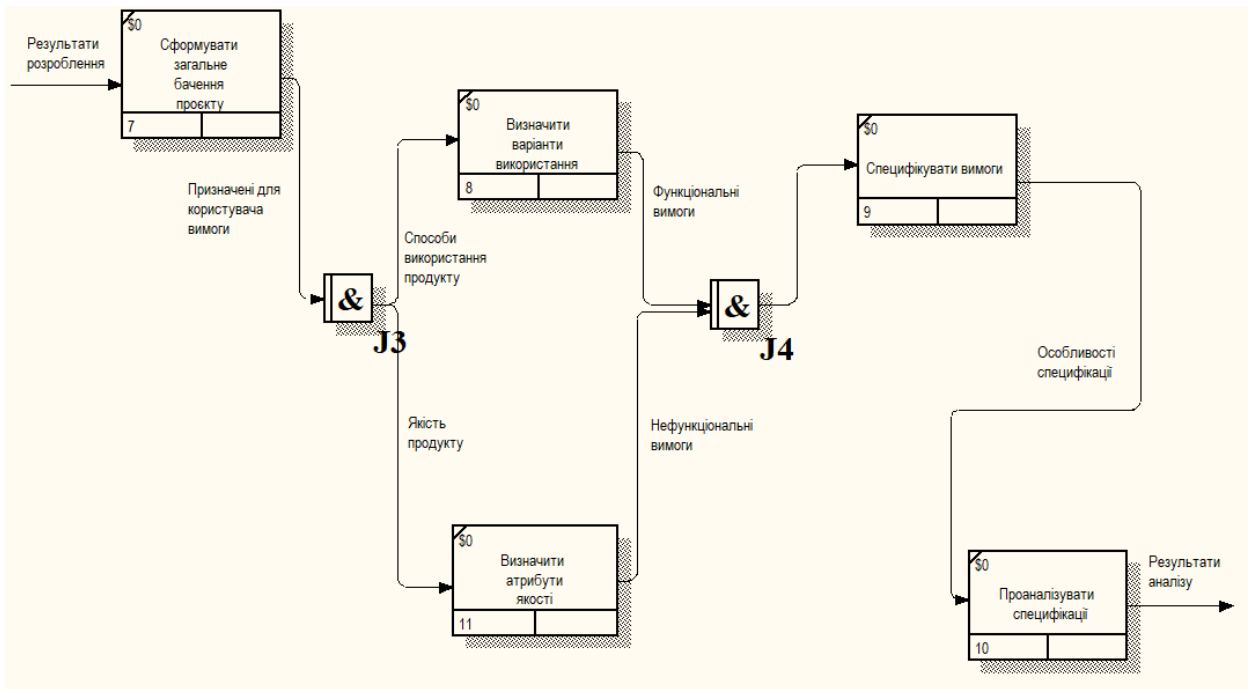 Результати
розроблення
$0
Сформувати
загальне
бачення
проєкту
7
Призначені для
користувача
вимоги
&
J3
Способи
використання
продукту
Якість
продукту
$0
Визначити
варіанти
використання
8
$0
Визначити
атрибути
якості
11
Функціональні
вимоги
Нефункціональні
вимоги
&
J4
$0
Специфікувати вимоги
9
Особливості
специфікації
$0
Проаналізувати
специфікації
10
Результати
аналізу